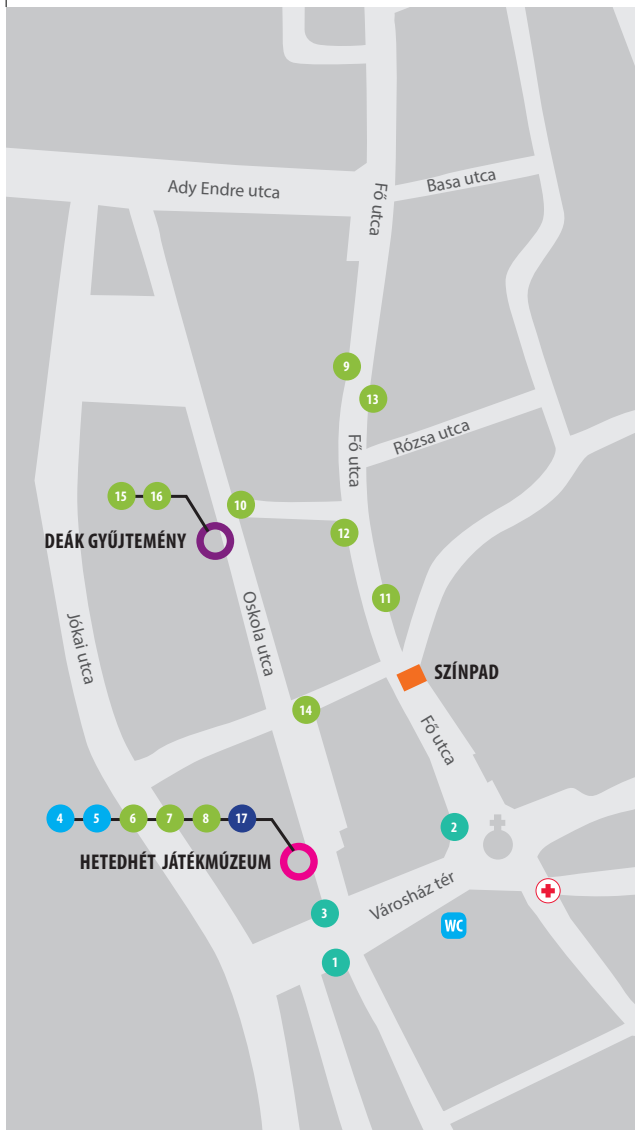 Ady Endre utca
Fő utca
Basa utca
9
13
Fő utca
Rózsa utca
15
16
10
DEÁK GYŰJTEMÉNY
12
11
Oskola utca
Jókai utca
SZÍNPAD
14
Fő utca
4
5
6
7
8
17
2
HETEDHÉT JÁTÉKMÚZEUM
Városház tér
3
WC
1